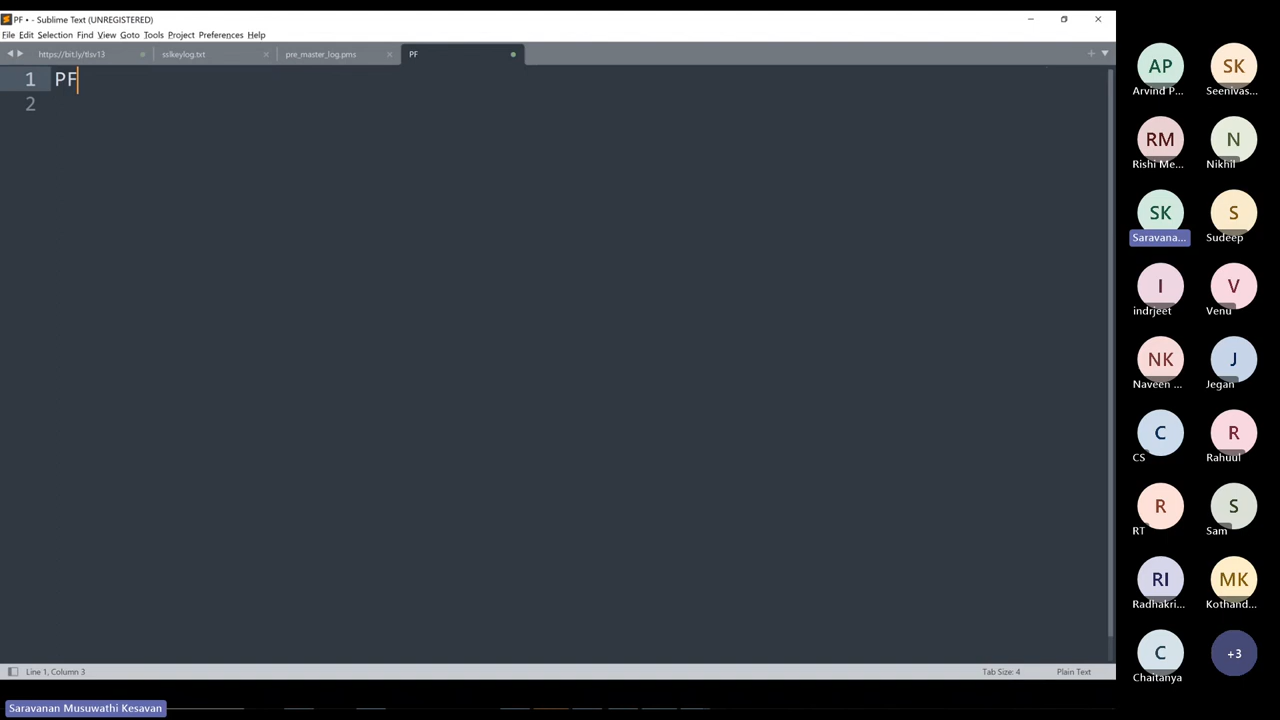 PF • - Sublime Text (UNREGISTERED)
File Edit Selection Find View Goto Tools Project Preferences Help
https://bit.ly/tlsv13
sslkeylog.txt
pre_master_log.pms
PF
1 PF
2
Line 1, Column 3
Tab Size: 4
Plain Text
Saravanan Musuwathi Kesavan
AP
Arvind P...
SK
Seenivas...
RM
Rishi Me...
N
Nikhil
SK
Saravana...
S
Sudeep
I
indrjeet
V
Venu
NK
Naveen ...
J
Jegan
C
CS
R
Rahuul
R
RT
S
Sam
RI
Radhakri...
MK
Kothand...
C
Chaitanya
+3